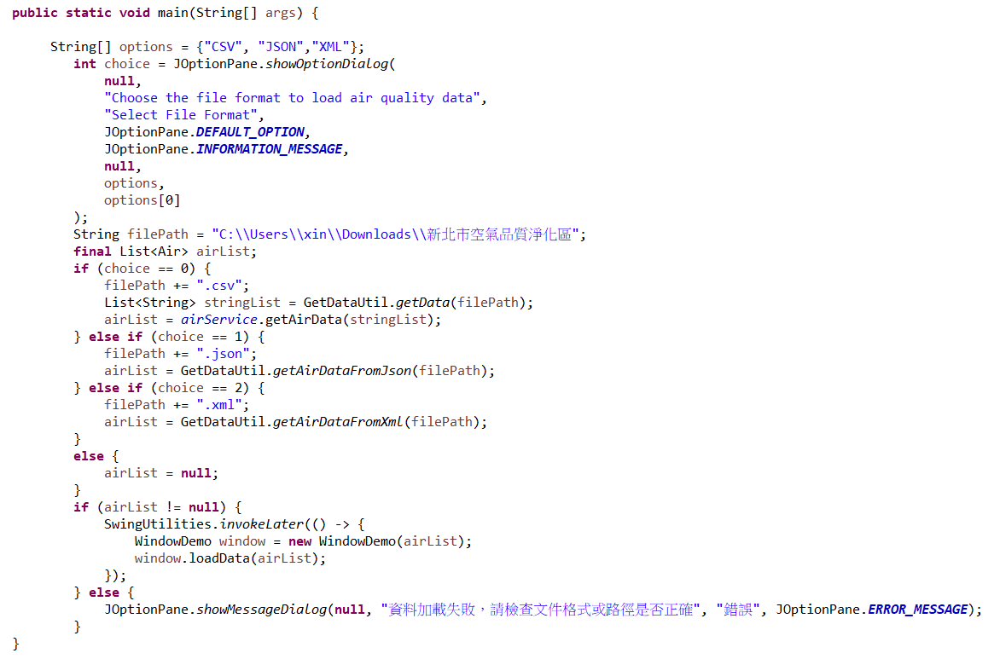 public static void main(String[] args) {
String[] options = {"CSV", "JSON","XML"};
int choice = JOptionPane.showOptionDialog(
null,
"Choose the file format to load air quality data",
"Select File Format",
JOptionPane.DEFAULT_OPTION,
JOptionPane.INFORMATION_MESSAGE,
null,
options,
options[0]
);
String filePath = "C:\\Users\\xin\\Downloads\\新北市空氣品質淨化區";
final List<Air> airList;
if (choice == 0) {
filePath += ".csv";
List<String> stringList = GetDataUtil.getData(filePath);
airList = airService.getAirData(stringList);
} else if (choice == 1) {
filePath += ".json";
airList = GetDataUtil.getAirDataFromJson(filePath);
} else if (choice == 2) {
filePath += ".xml";
airList = GetDataUtil.getAirDataFromXml(filePath);
}
else {
airList = null;
}
if (airList != null) {
SwingUtilities.invokeLater(() -> {
WindowDemo window = new WindowDemo(airList);
window.loadData(airList);
});
} else {
JOptionPane.showMessageDialog(null, "資料加載失敗，請檢查文件格式或路徑是否正確", "錯誤", JOptionPane.ERROR_MESSAGE);
}
}